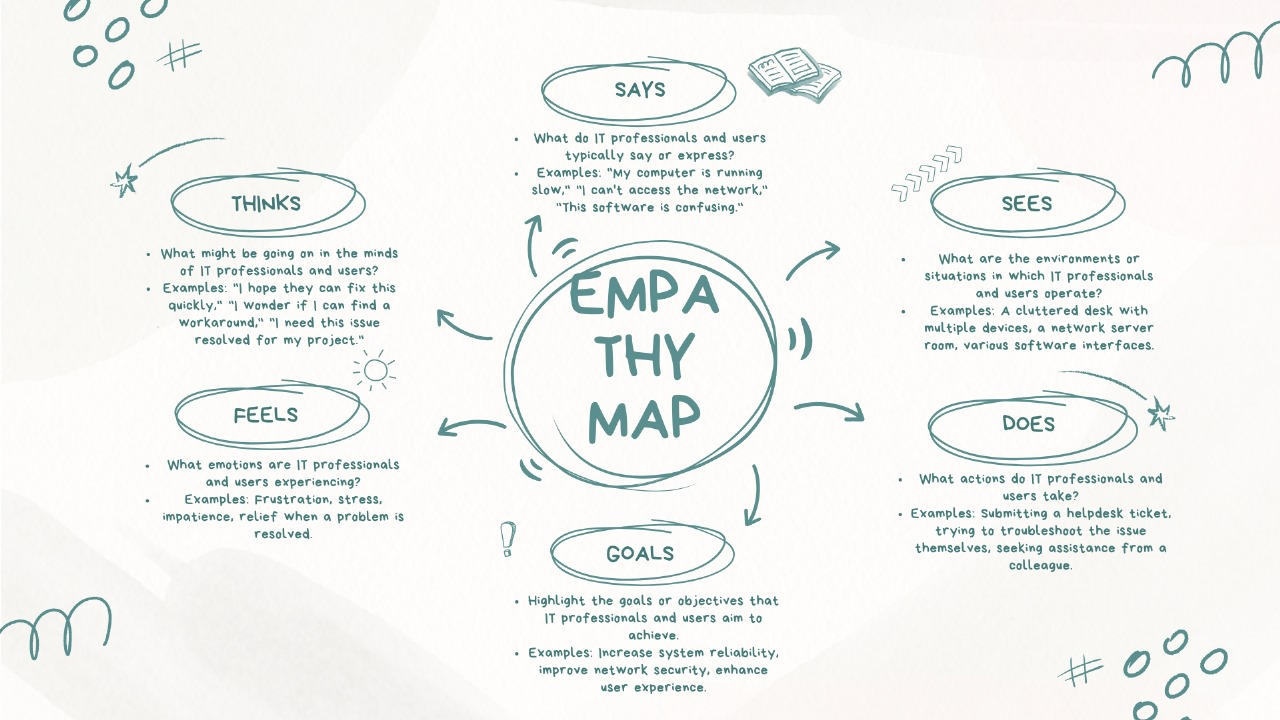 SAYS
• What do IT professionals and users
typically say or express?
• Examples: "My computer is running
slow," "I can't access the network,"
"This software is confusing."
THINKS
• What might be going on in the minds
of IT professionals and users?
• Examples: "I hope they can fix this
quickly," "I wonder if I can find a
workaround," "I need this issue
resolved for my project."
SEES
• What are the environments or
situations in which IT professionals
and users operate?
• Examples: A cluttered desk with
multiple devices, a network server
room, various software interfaces.
EMPA
THY
MAP
FEELS
• What emotions are IT professionals
and users experiencing?
• Examples: Frustration, stress,
impatience, relief when a problem is
resolved.
DOES
• What actions do IT professionals and
users take?
• Examples: Submitting a helpdesk ticket,
trying to troubleshoot the issue
themselves, seeking assistance from a
colleague.
GOALS
• Highlight the goals or objectives that
IT professionals and users aim to
achieve.
• Examples: Increase system reliability,
improve network security, enhance
user experience.